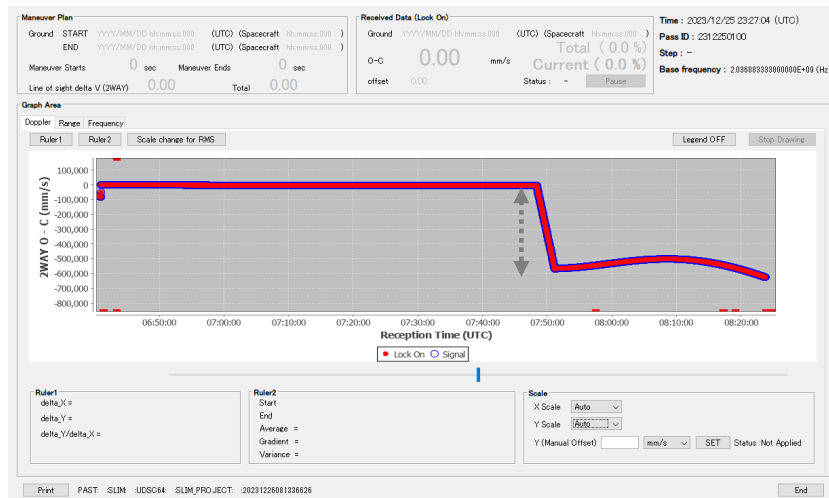 Maneuver Plan
Ground START YYYY/MM/DD hh:mm:ss.000 (UTC) (Spacecraft hh:mm:ss.000 )
END YYYY/MM/DD hh:mm:ss.000 (UTC) (Spacecraft hh:mm:ss.000 )
Maneuver Starts 0 sec Maneuver Ends 0 sec
Line of sight delta V (2WAY) 0.00 Total 0.00
Received Data (Lock On)
Ground YYYY/MM/DD hh:mm:ss.000 (UTC) (Spacecraft hh:mm:ss.000 )
Total ( 0.0 %)
O-C 0.00 mm/s Current ( 0.0 %)
offset 0.00 Status : - Pause
Time : 2023/12/25 23:27:04 (UTC)
Pass ID : 2312250100
Step : -
Base frequency : 2.036883333000000E+09 (Hz
Graph Area
Doppler Range Frequency
Ruler1 Ruler2 Scale change for RMS Legend OFF Stop Drawing
2WAY O - C (mm/s)
100,000
0
-100,000
-200,000
-300,000
-400,000
-500,000
-600,000
-700,000
-800,000
06:50:00 07:00:00 07:10:00 07:20:00 07:30:00 07:40:00 07:50:00 08:00:00 08:10:00 08:20:00
Reception Time (UTC)
Lock On Signal
Ruler1
delta_X =
delta_Y =
delta_Y/delta_X =
Ruler2
Start
End
Average =
Gradient =
Variance =
Scale
X Scale Auto
Y Scale Auto
Y (Manual Offset) mm/s SET Status :Not Applied
Print PAST: :SLIM: :UDSC64: :SLIM_PROJECT: :20231226081336626 End